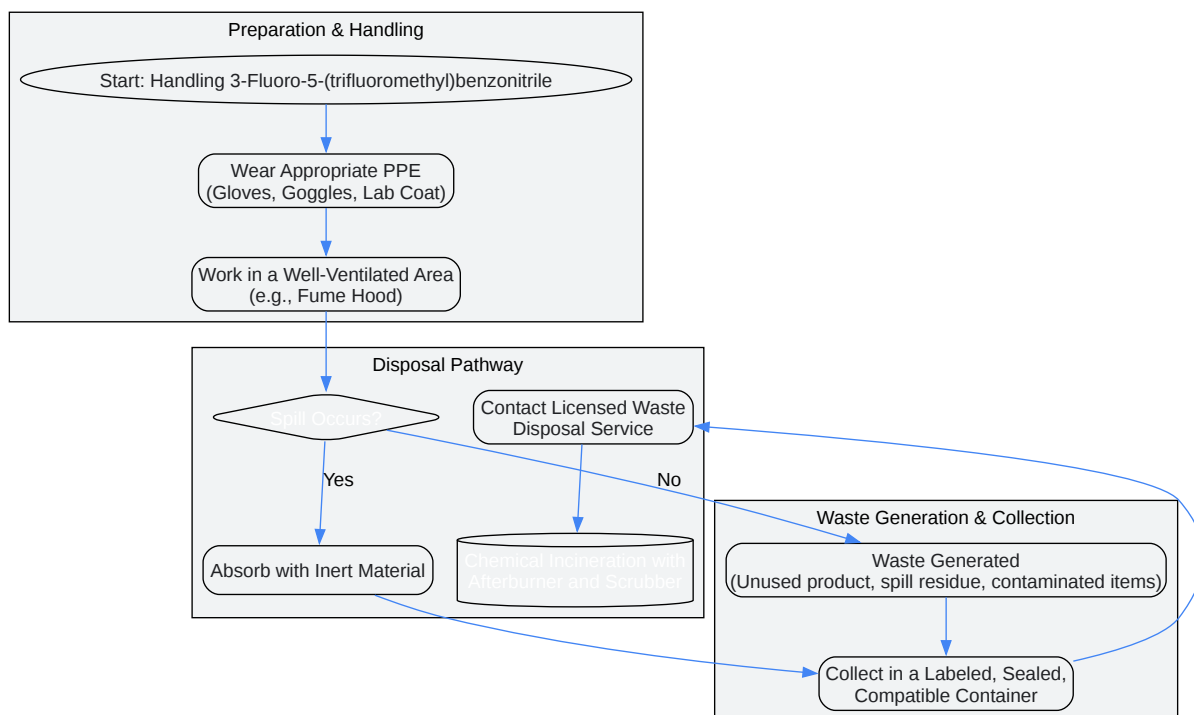 Preparation & Handling
Start: Handling 3-Fluoro-5-(trifluoromethyl)benzonitrile
Wear Appropriate PPE
(Gloves, Goggles, Lab Coat)
Work in a Well-Ventilated Area
(e.g., Fume Hood)
Disposal Pathway
Spill Occurs?
Contact Licensed Waste
Disposal Service
Yes
No
Absorb with Inert Material
Chemical Incineration with
Afterburner and Scrubber
Waste Generation & Collection
Waste Generated
(Unused product, spill residue, contaminated items)
Collect in a Labeled, Sealed,
Compatible Container